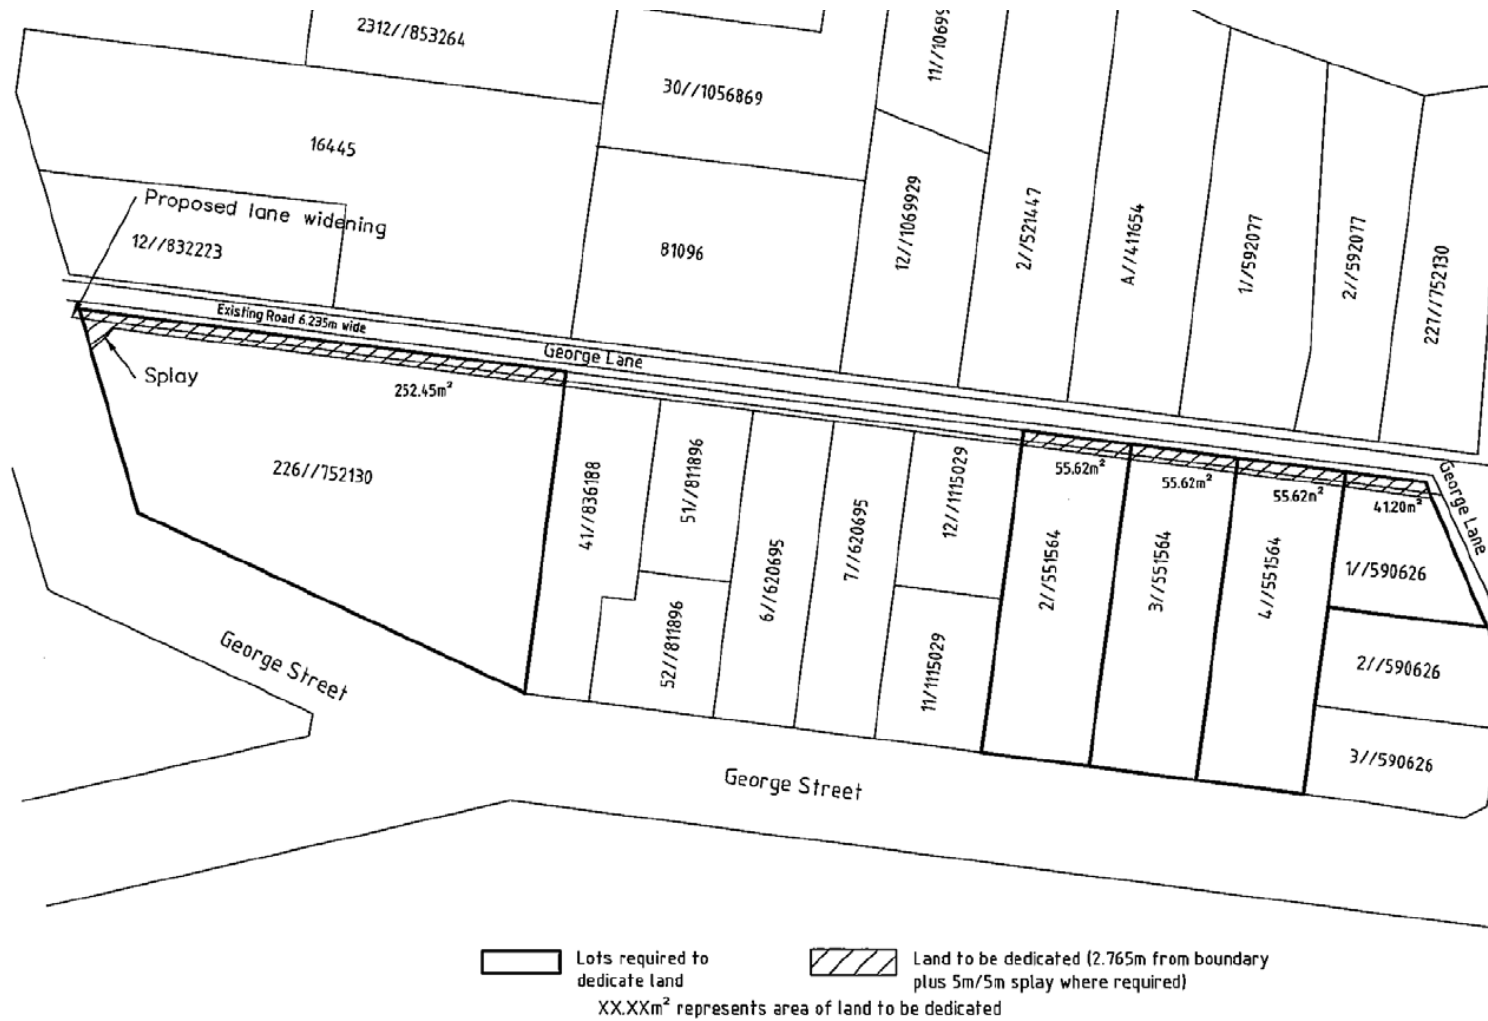 2312//853264
30//1056869
11//10699
16445
Proposed lane widening
12//832223
81096
12//1069929
2//521447
A//411654
1//592077
2//592077
227//752130
Existing Road 6.235m wide
George Lane
Splay
252.45m²
226//752130
41//836188
51//811896
52//811896
6//620695
7//620695
12//1115029
11/1115029
55.62m²
55.62m²
55.62m²
41.20m²
George Lane
2//551564
3//551564
4//551564
1//590626
2//590626
3//590626
George Street
George Street
Lots required to
dedicate land
Land to be dedicated (2.765m from boundary
plus 5m/5m splay where required)
XX.XXm² represents area of land to be dedicated